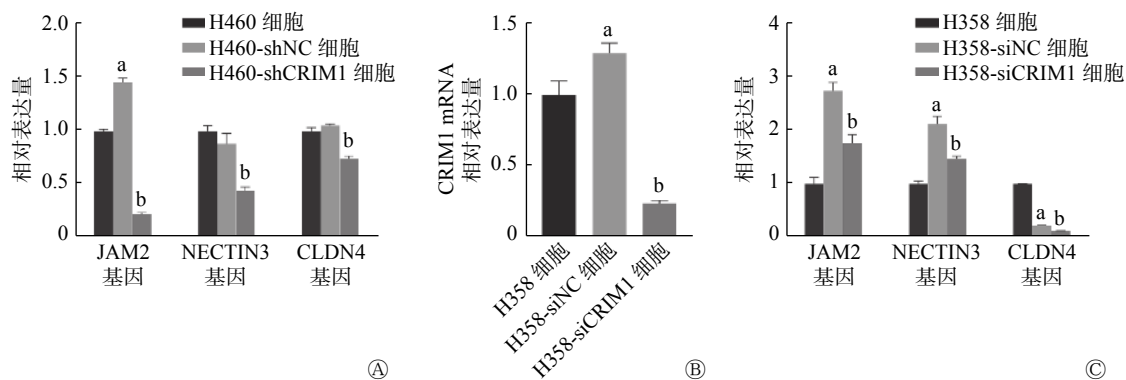 2.0
1.5
1.0
0.5
0
相对表达量
H460 细胞
H460-shNC 细胞
H460-shCRIM1 细胞
a
b
b
b
JAM2
基因
NECTIN3
基因
CLDN4
基因
Ⓐ
1.5
1.0
0.5
0
CRIM1 mRNA
相对表达量
a
b
H358 细胞
H358-siNC 细胞
H358-siCRIM1 细胞
Ⓑ
5
4
3
2
1
0
相对表达量
H358 细胞
H358-siNC 细胞
H358-siCRIM1 细胞
a
b
a
b
a
b
JAM2
基因
NECTIN3
基因
CLDN4
基因
Ⓒ